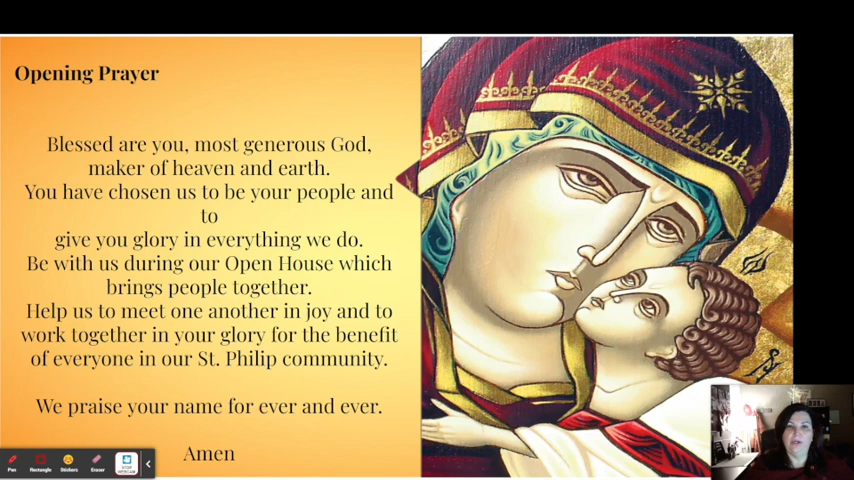 Opening Prayer
Blessed are you, most generous God,
maker of heaven and earth.
You have chosen us to be your people and
to
give you glory in everything we do.
Be with us during our Open House which
brings people together.
Help us to meet one another in joy and to
work together in your glory for the benefit
of everyone in our St. Philip community.
We praise your name for ever and ever.
Amen
Pen Rectangle Stickers Eraser STOP WEBCAM